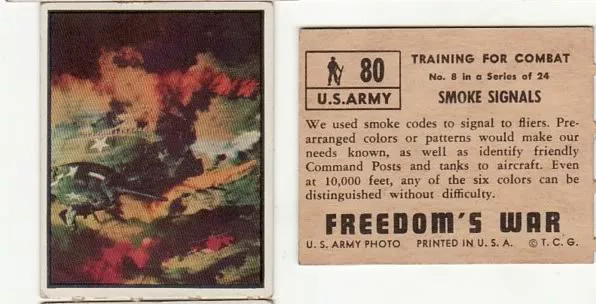 80
U.S.ARMY
TRAINING FOR COMBAT
No. 8 in a Series of 24
SMOKE SIGNALS
We used smoke codes to signal to fliers. Pre-
arranged colors or patterns would make our
needs known, as well as identify friendly
Command Posts and tanks to aircraft. Even
at 10,000 feet, any of the six colors can be
distinguished without difficulty.
FREEDOM'S WAR
U. S. ARMY PHOTO PRINTED IN U. S. A. © T. C. G.